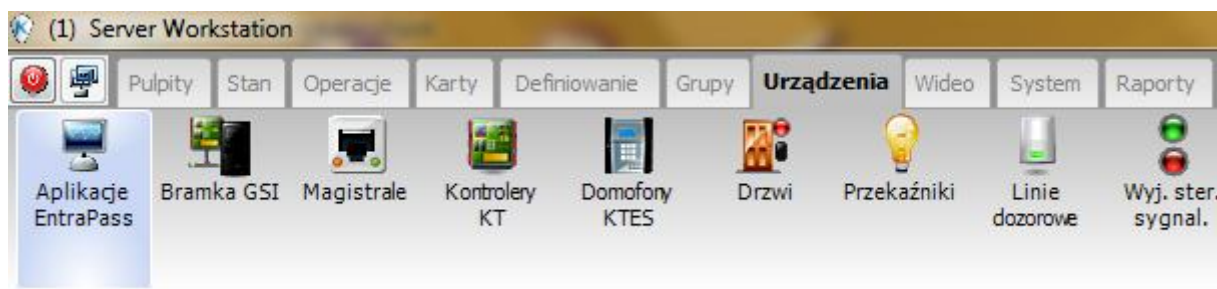 (1) Server Workstation
Pulpity Stan Operacje Karty Definiowanie Grupy Urządzenia Wideo System Raporty
Aplikacje Bramka GSI Magistrale Kontrolery Domofony Drzwi Przekaźniki Linie Wyj. ster.
EntraPass KT KTES dozorowe sygnal.